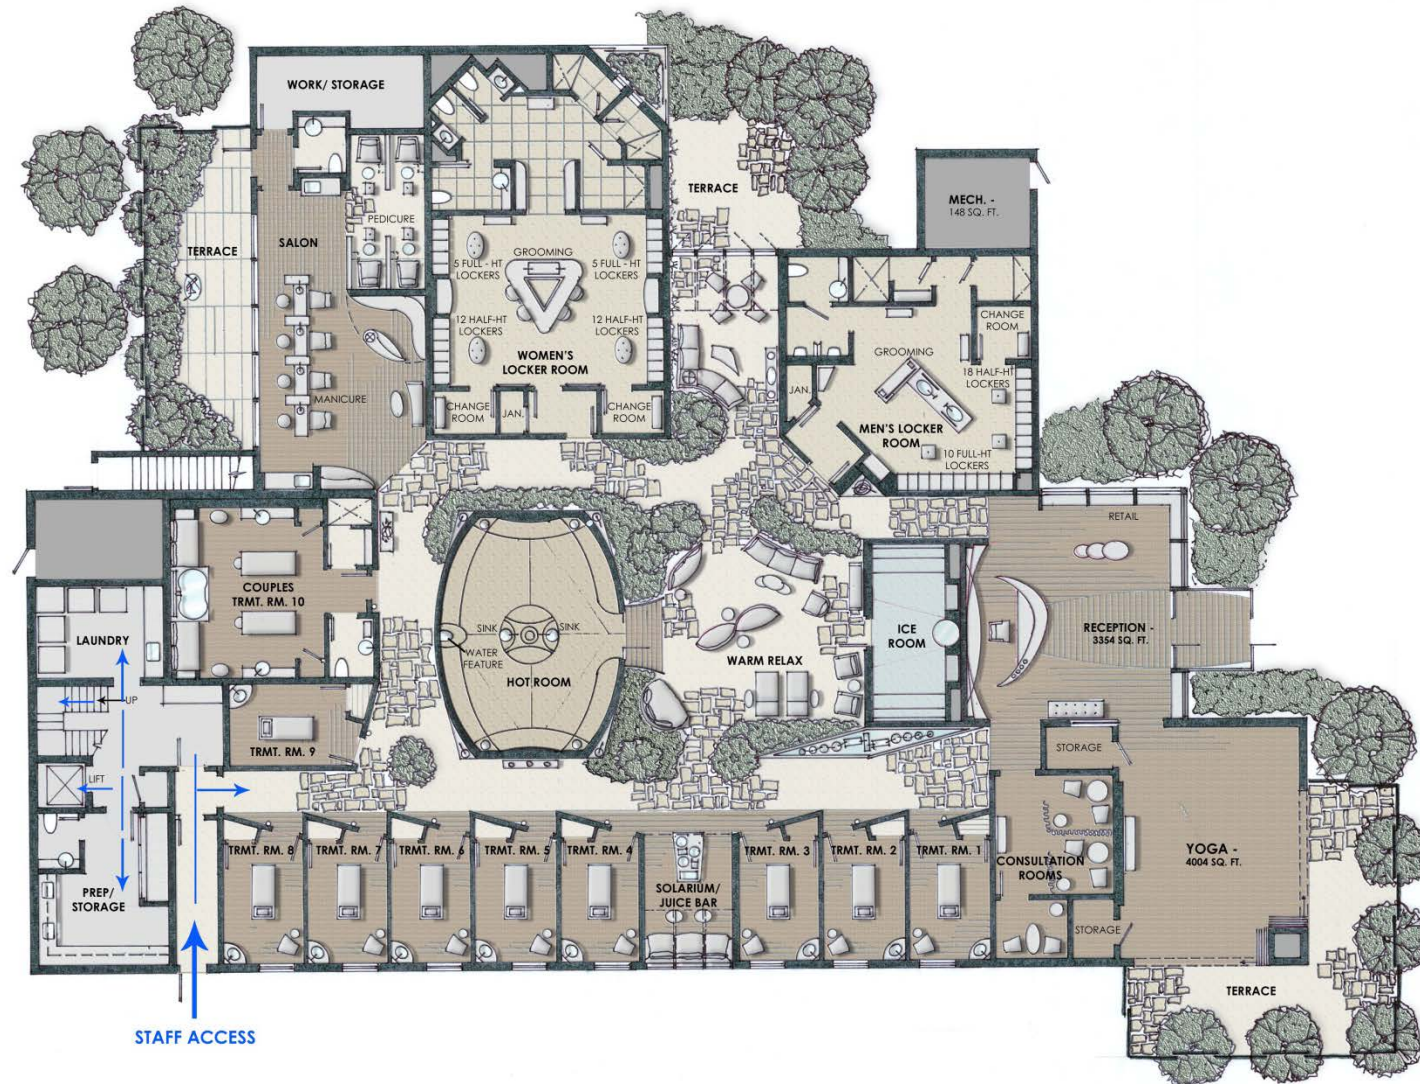 WORK/ STORAGE
TERRACE
SALON
PEDICURE
MANICURE
GROOMING
5 FULL - HT
LOCKERS
5 FULL - HT
LOCKERS
12 HALF-HT
LOCKERS
12 HALF-HT
LOCKERS
WOMEN'S
LOCKER ROOM
CHANGE
ROOM
JAN.
CHANGE
ROOM
TERRACE
MECH. -
148 SQ. FT.
CHANGE
ROOM
GROOMING
18 HALF-HT
LOCKERS
JAN.
MEN'S LOCKER
ROOM
10 FULL-HT
LOCKERS
RETAIL
COUPLES
TRMT. RM. 10
LAUNDRY
UP
LIFT
PREP/
STORAGE
TRMT. RM. 9
SINK
SINK
WATER
FEATURE
HOT ROOM
WARM RELAX
ICE
ROOM
RECEPTION -
3354 SQ. FT.
STORAGE
YOGA -
4004 SQ. FT.
CONSULTATION
ROOMS
STORAGE
TRMT. RM. 8
TRMT. RM. 7
TRMT. RM. 6
TRMT. RM. 5
TRMT. RM. 4
SOLARIUM/
JUICE BAR
TRMT. RM. 3
TRMT. RM. 2
TRMT. RM. 1
TERRACE
STAFF ACCESS